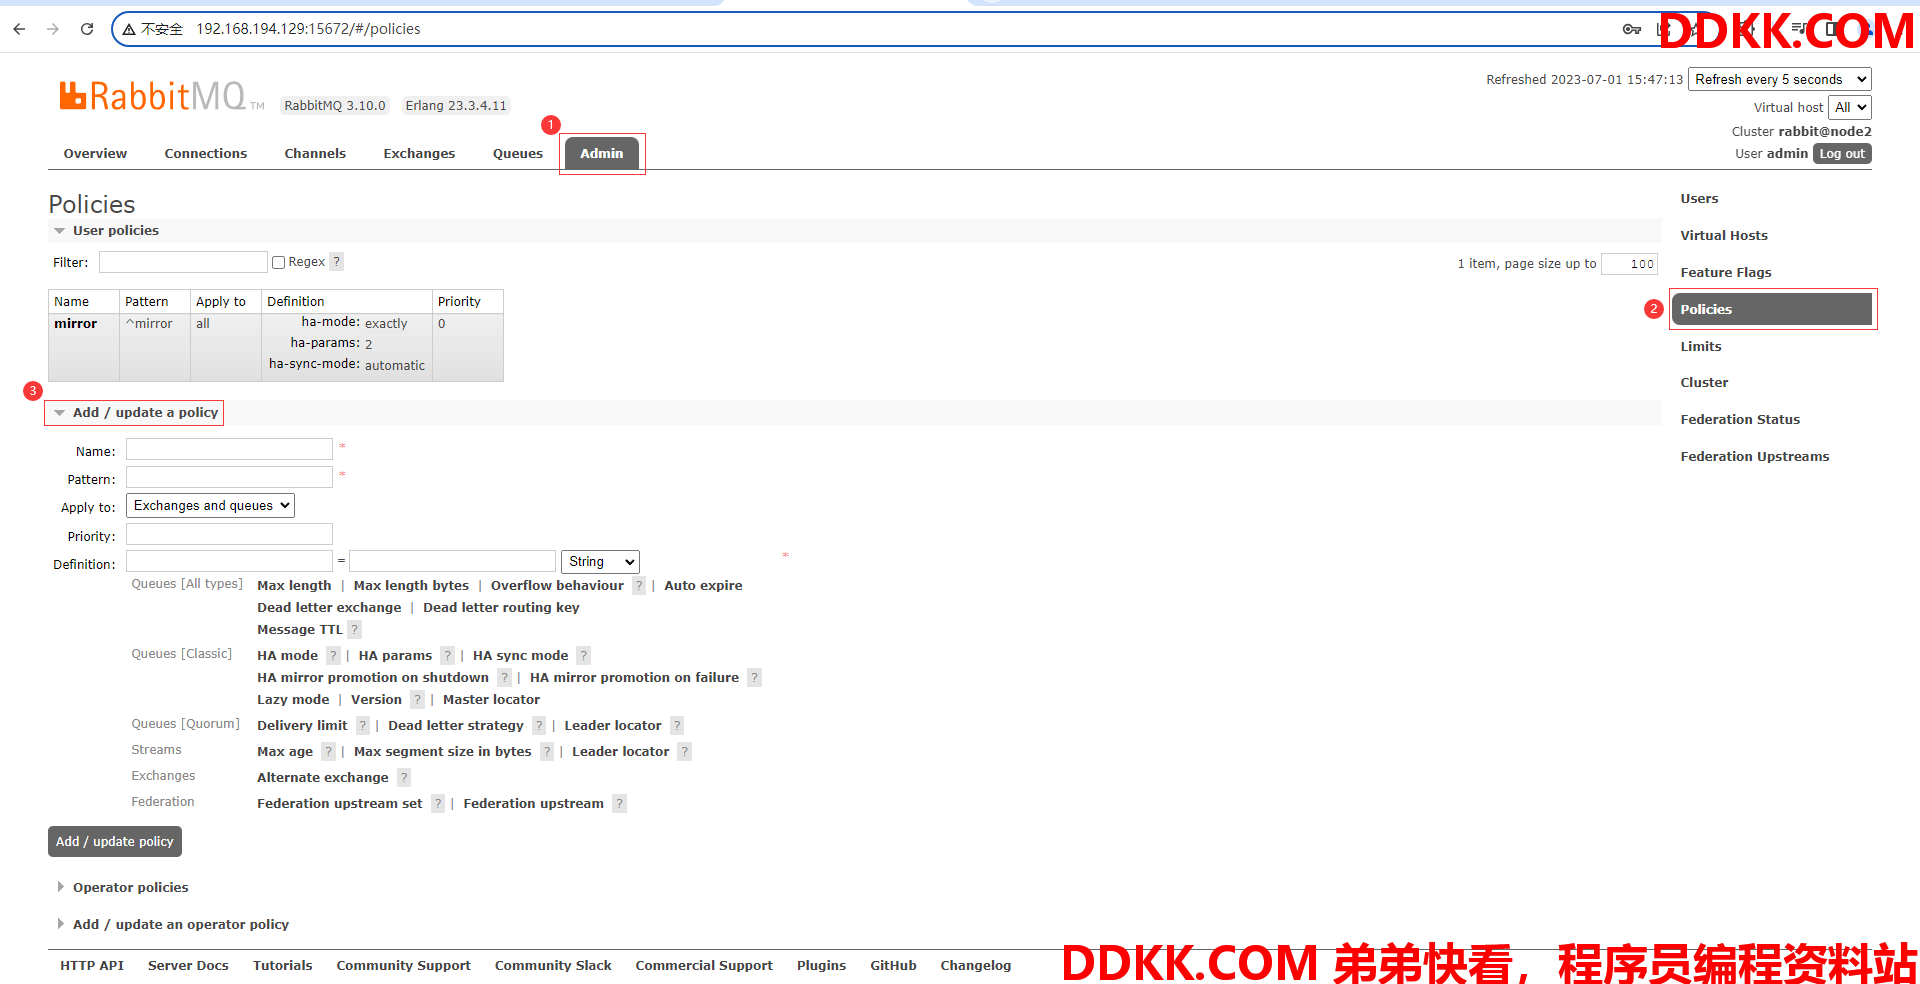 不安全 192.168.194.129:15672/#/policies
DDKK.COM
RabbitMQ TM RabbitMQ 3.10.0 Erlang 23.3.4.11
Refreshed 2023-07-01 15:47:13 Refresh every 5 seconds
Virtual host All
Cluster rabbit@node2
User admin Log out
1
Overview Connections Channels Exchanges Queues Admin
Policies
User policies
Filter: Regex ?
1 item, page size up to 100
Name Pattern Apply to Definition Priority
mirror ^mirror all ha-mode: exactly 0
ha-params: 2
ha-sync-mode: automatic
3
Add / update a policy
Name: *
Pattern: *
Apply to: Exchanges and queues
Priority:
Definition: = String *
Queues [All types] Max length | Max length bytes | Overflow behaviour ? | Auto expire
Dead letter exchange | Dead letter routing key
Message TTL ?
Queues [Classic] HA mode ? | HA params ? | HA sync mode ?
HA mirror promotion on shutdown ? | HA mirror promotion on failure ?
Lazy mode | Version ? | Master locator
Queues [Quorum] Delivery limit ? | Dead letter strategy ? | Leader locator ?
Streams Max age ? | Max segment size in bytes ? | Leader locator ?
Exchanges Alternate exchange ?
Federation Federation upstream set ? | Federation upstream ?
Add / update policy
Operator policies
Add / update an operator policy
Users
Virtual Hosts
Feature Flags
2
Policies
Limits
Cluster
Federation Status
Federation Upstreams
HTTP API Server Docs Tutorials Community Support Community Slack Commercial Support Plugins GitHub Changelog
DDKK.COM 弟弟快看，程序员编程资料站